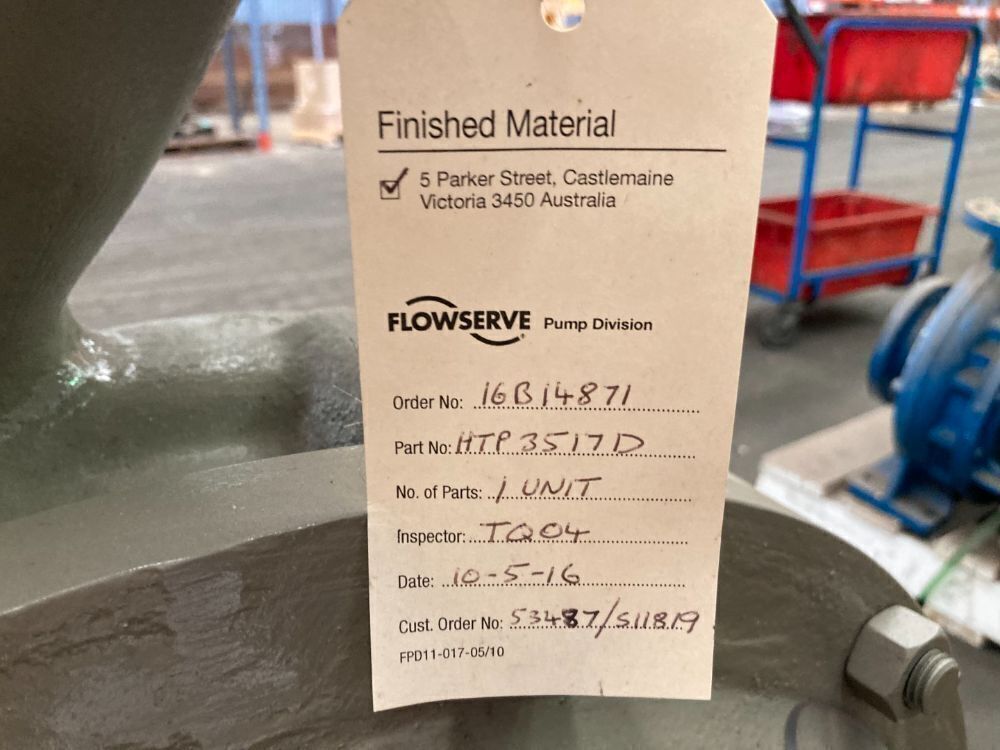 Finished Material
5 Parker Street, Castlemaine
Victoria 3450 Australia
FLOWSERVE Pump Division
Order No: 16B14871
Part No: HTP3517D
No. of Parts: 1 UNIT
Inspector: TQ04
Date: 10-5-16
Cust. Order No: 53487/S11819
FPD11-017-05/10